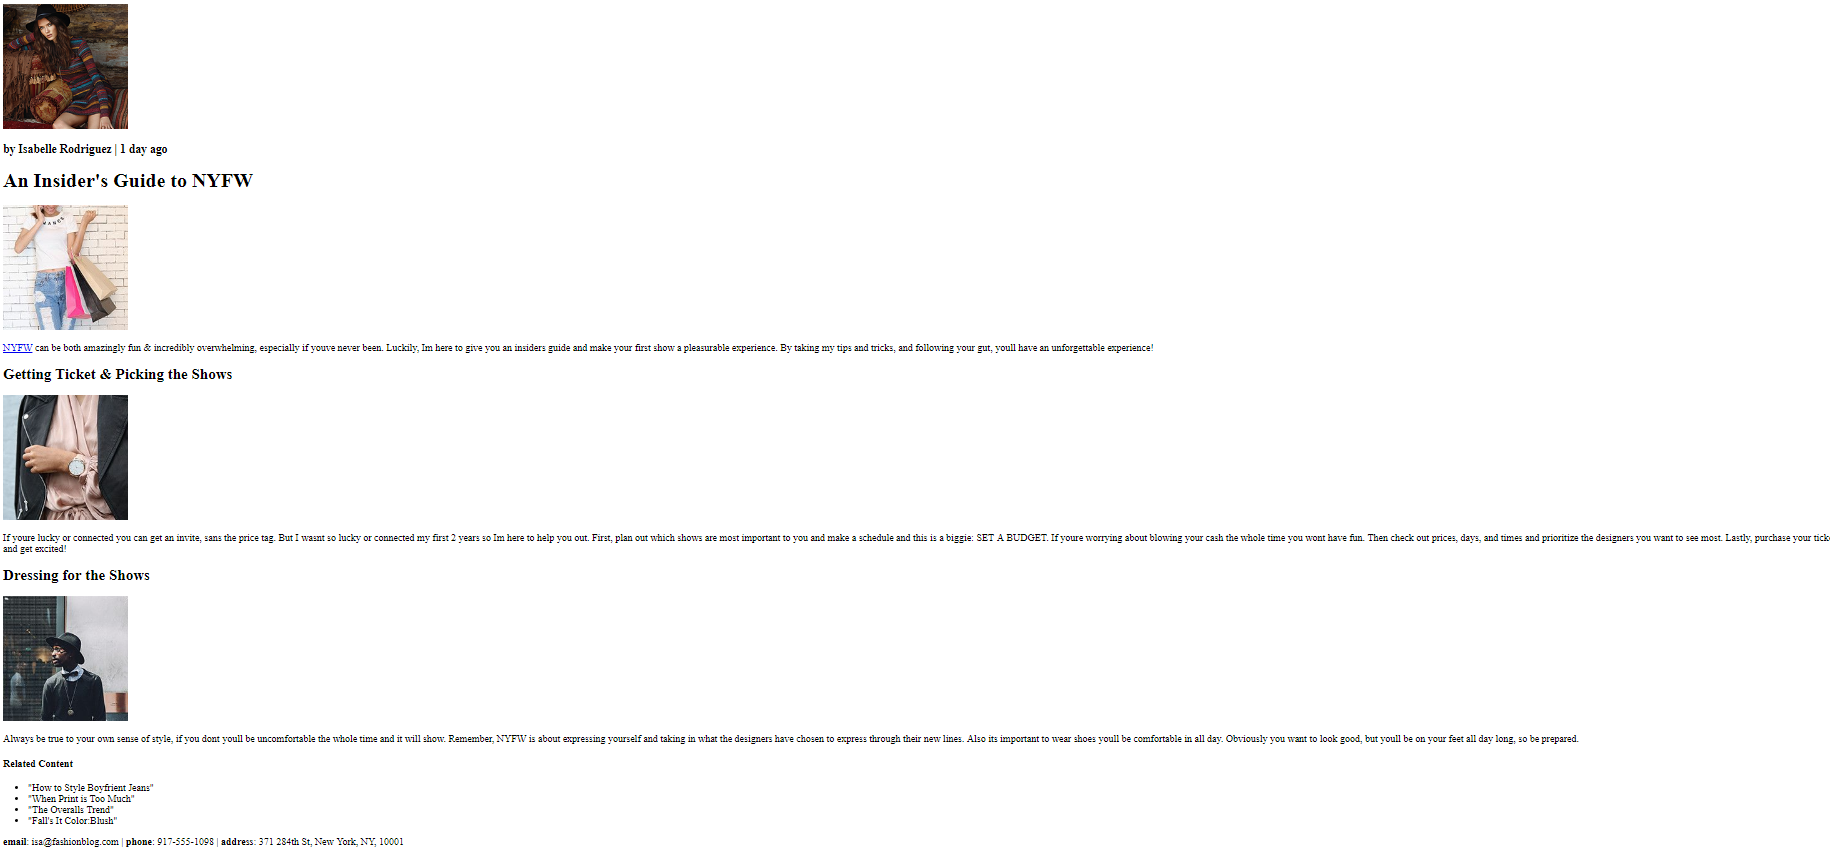 by Isabelle Rodriguez | 1 day ago
An Insider's Guide to NYFW
NYFW can be both amazingly fun & incredibly overwhelming, especially if youve never been. Luckily, Im here to give you an insiders guide and make your first show a pleasurable experience. By taking my tips and tricks, and following your gut, youll have an unforgettable experience!
Getting Ticket & Picking the Shows
If youre lucky or connected you can get an invite, sans the price tag. But I wasnt so lucky or connected my first 2 years so Im here to help you out. First, plan out which shows are most important to you and make a schedule and this is a biggie: SET A BUDGET. If youre worrying about blowing your cash the whole time you wont have fun. Then check out prices, days, and times and prioritize the designers you want to see most. Lastly, purchase your tick
and get excited!
Dressing for the Shows
Always be true to your own sense of style, if you dont youll be uncomfortable the whole time and it will show. Remember, NYFW is about expressing yourself and taking in what the designers have chosen to express through their new lines. Also its important to wear shoes youll be comfortable in all day. Obviously you want to look good, but youll be on your feet all day long, so be prepared.
Related Content
"How to Style Boyfrient Jeans"
"When Print is Too Much"
"The Overalls Trend"
"Fall's It Color:Blush"
email: isa@fashionblog.com | phone: 917-555-1098 | address: 371 284th St, New York, NY, 10001